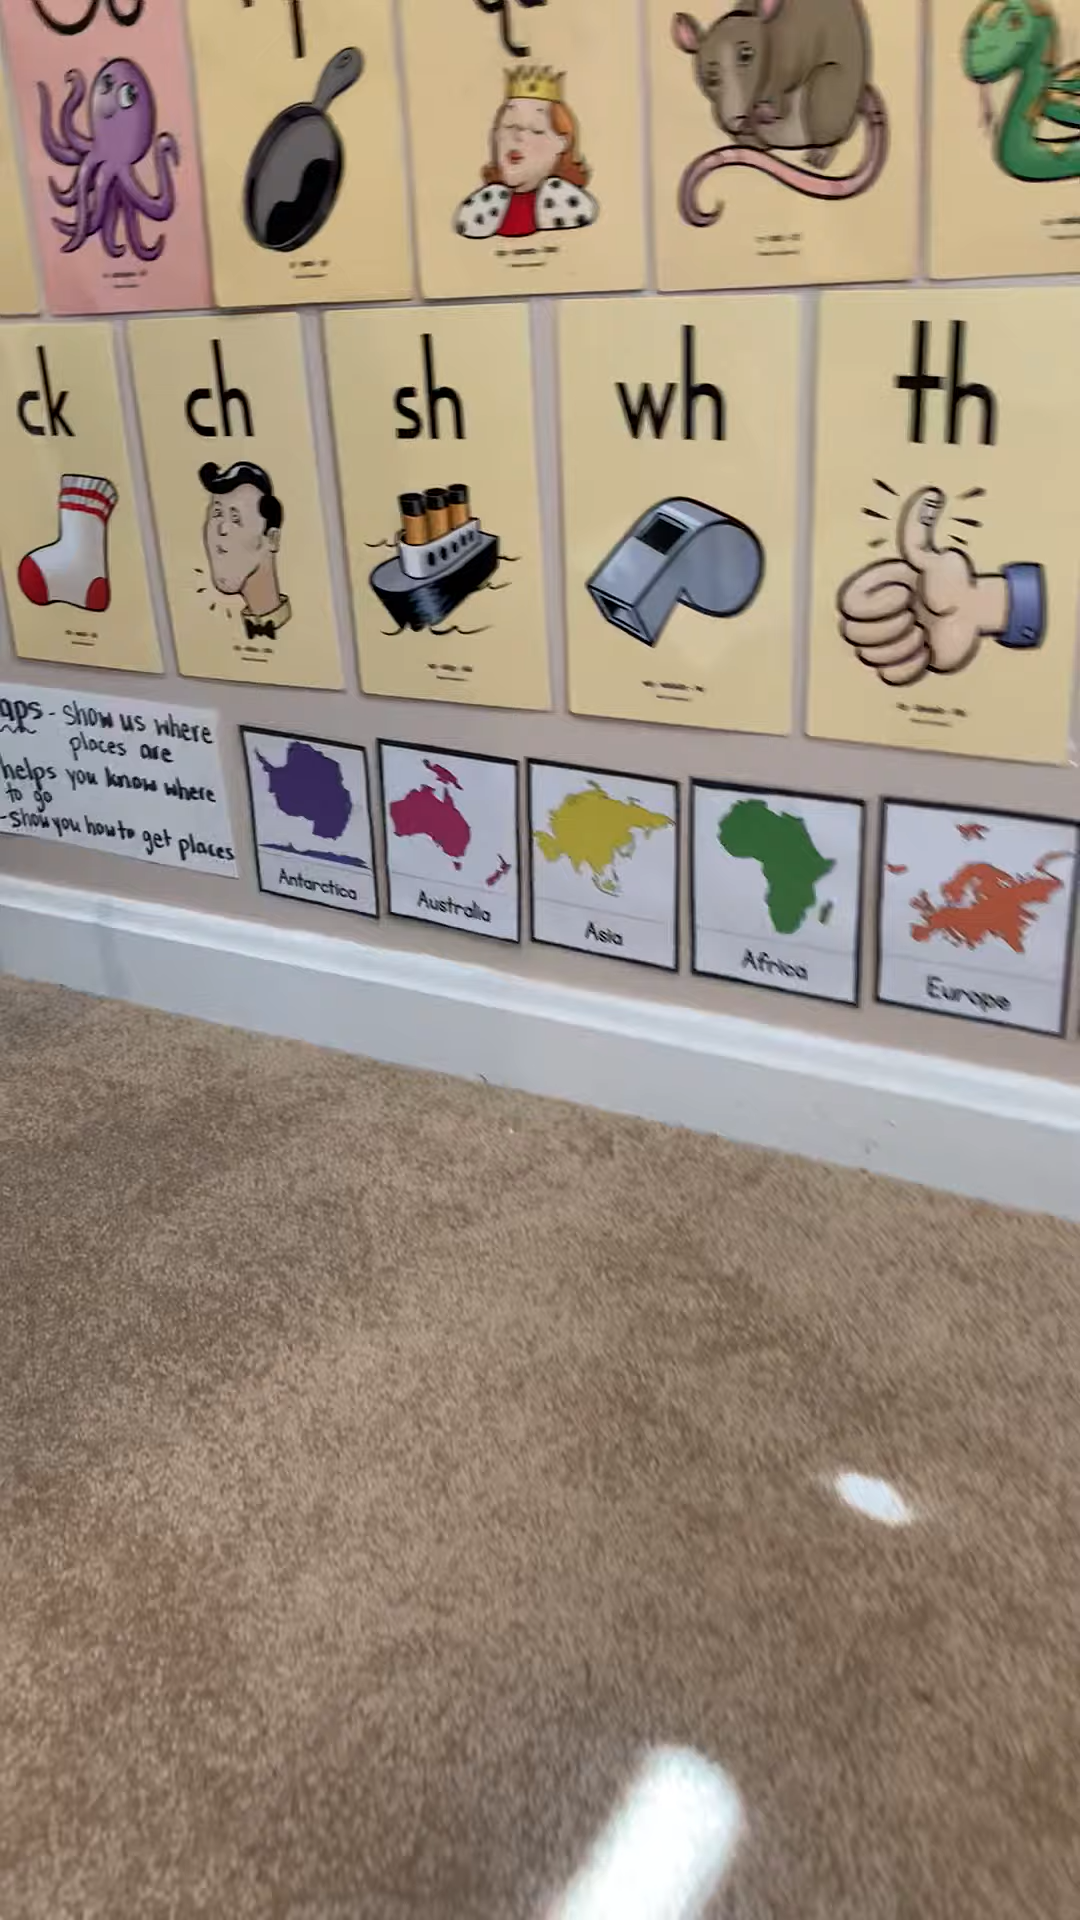 ck
ch
sh
wh
th
aps - show us where
places are
helps you know where
to go
-show you how to get places
Antarctica
Australia
Asia
Africa
Europe